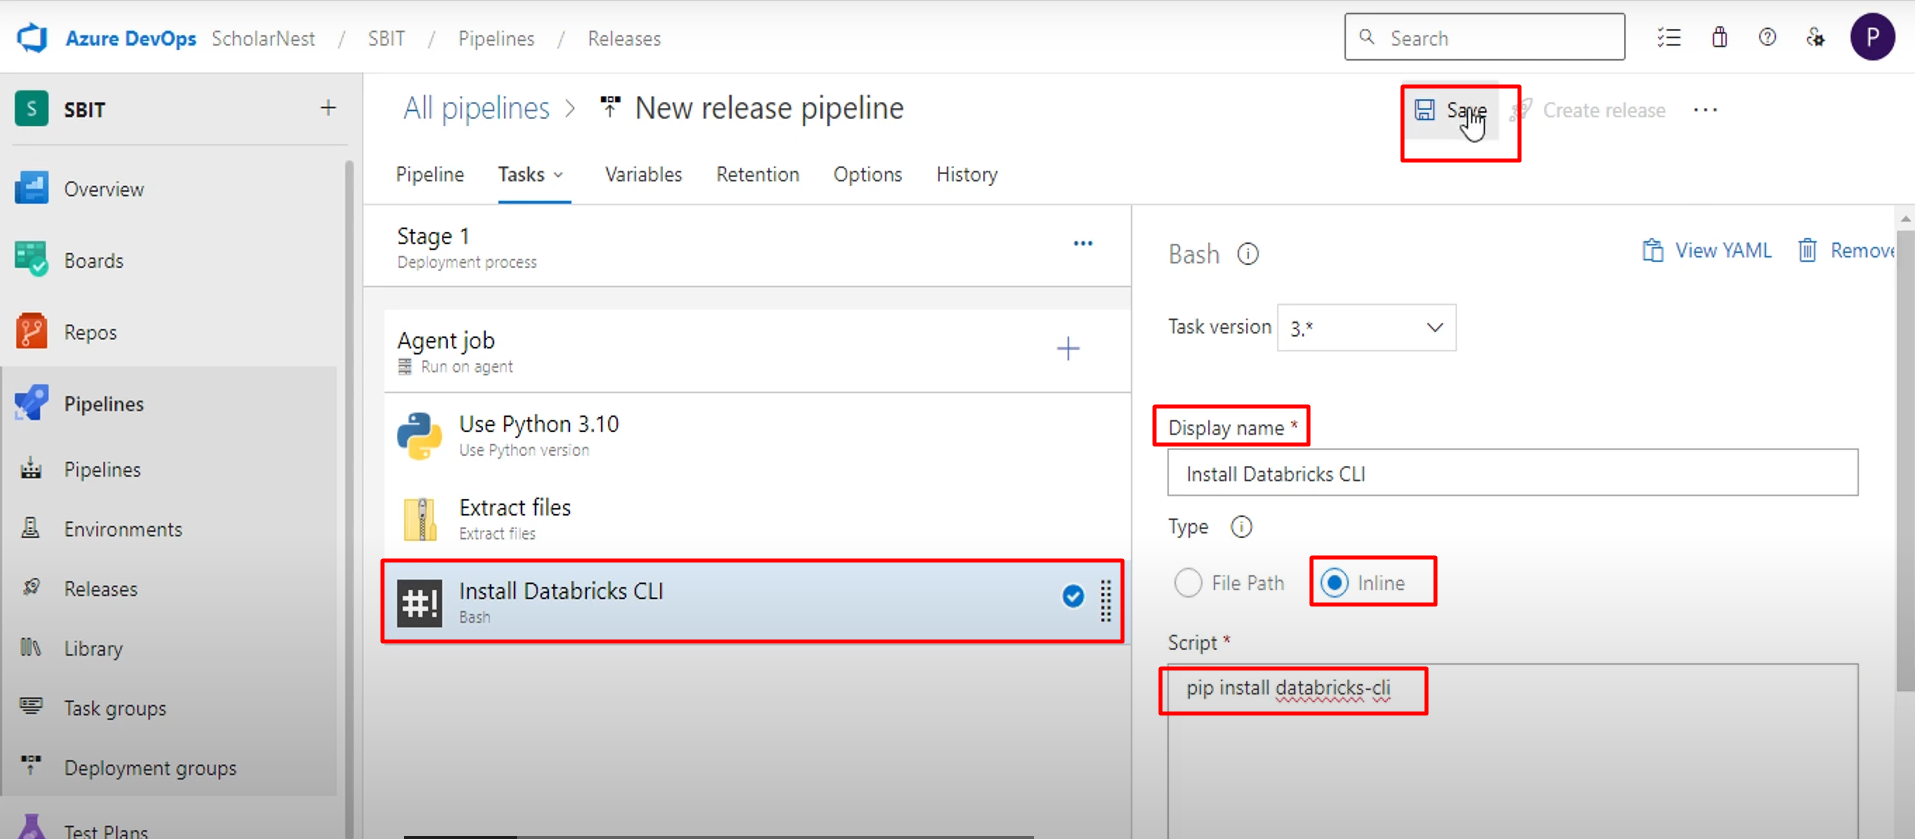 Azure DevOps ScholarNest / SBIT / Pipelines / Releases
Search
P
S SBIT
All pipelines > New release pipeline
Save Create release ...
Pipeline Tasks Variables Retention Options History
Overview
Boards
Repos
Pipelines
Pipelines
Environments
Releases
Library
Task groups
Deployment groups
Test Plans
Stage 1
Deployment process
Agent job
Run on agent
Use Python 3.10
Use Python version
Extract files
Extract files
#! Install Databricks CLI
Bash
Bash
View YAML Remove
Task version 3.*
Display name *
Install Databricks CLI
Type
File Path Inline
Script *
pip install databricks-cli